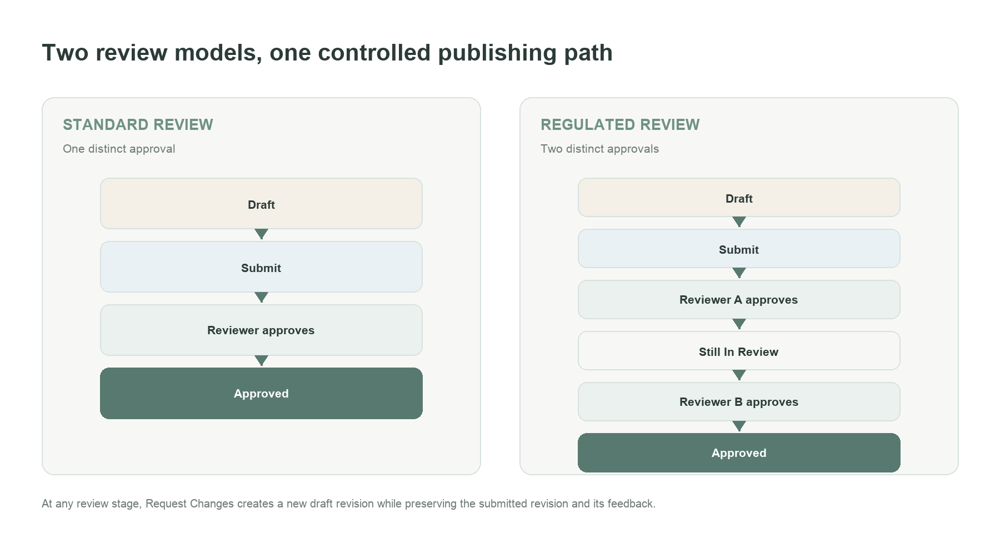 Two review models, one controlled publishing path
STANDARD REVIEW
One distinct approval
Draft
Submit
Reviewer approves
Approved
REGULATED REVIEW
Two distinct approvals
Draft
Submit
Reviewer A approves
Still In Review
Reviewer B approves
Approved
At any review stage, Request Changes creates a new draft revision while preserving the submitted revision and its feedback.